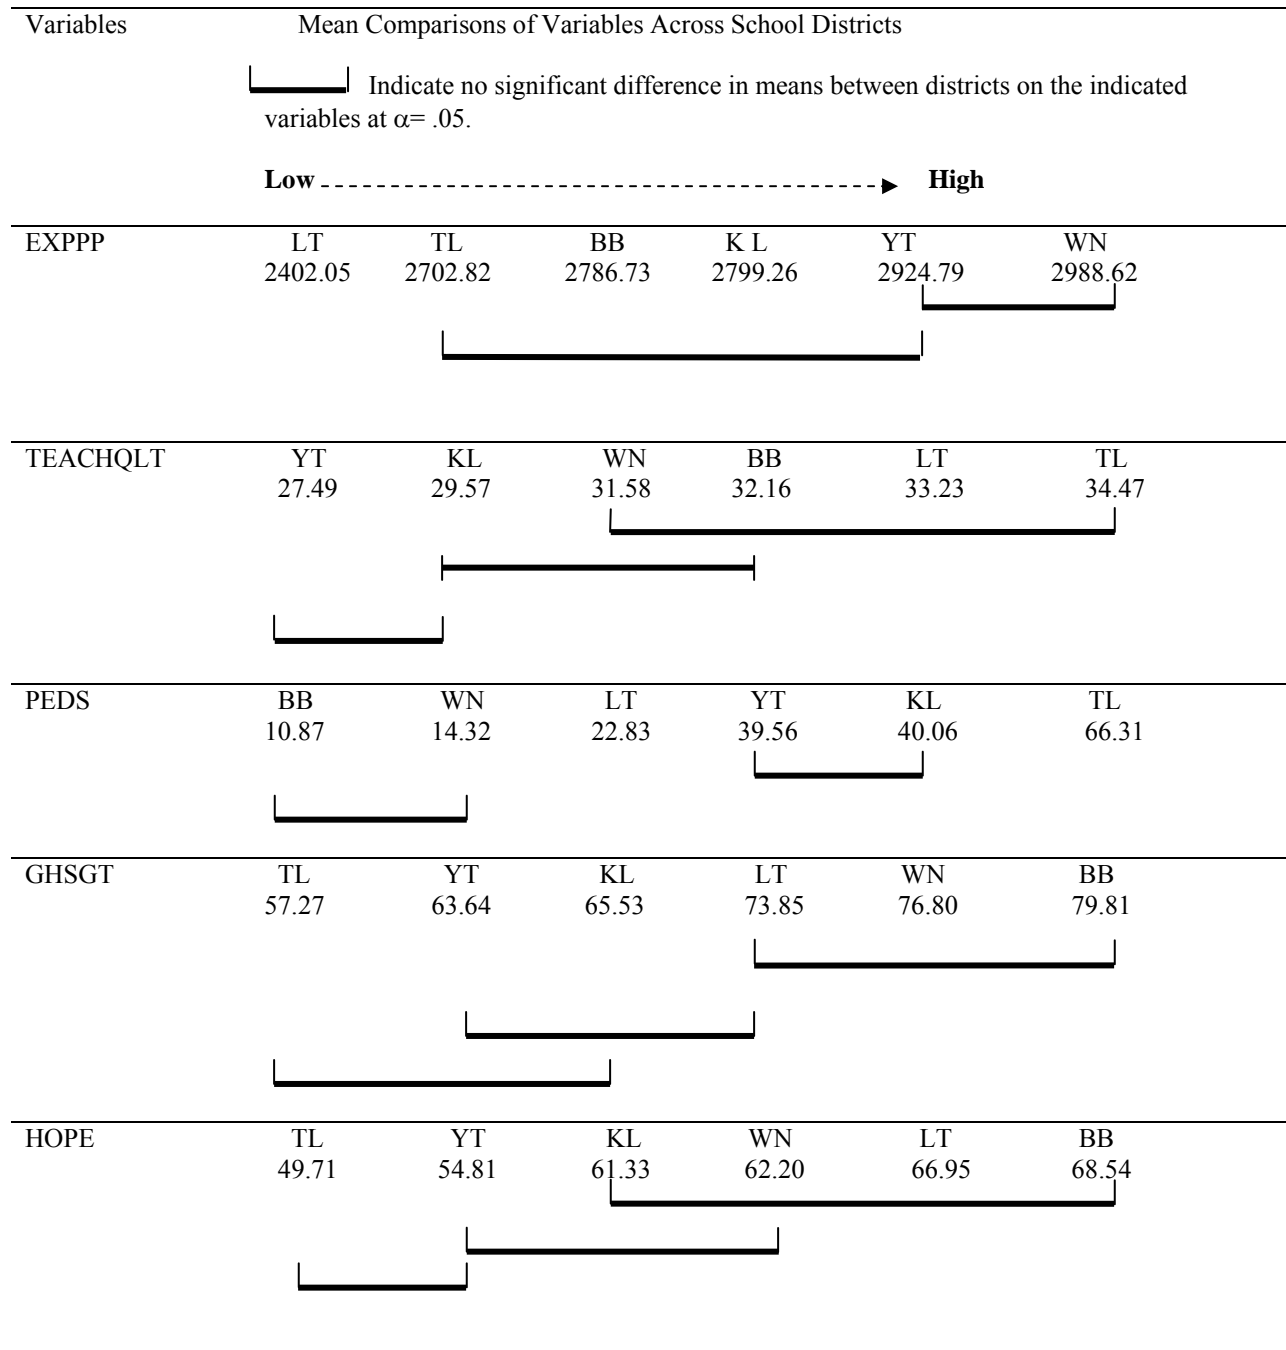 Variables Mean Comparisons of Variables Across School Districts
Indicate no significant difference in means between districts on the indicated
variables at α= .05.
Low High
EXPPP LT TL BB K L YT WN
2402.05 2702.82 2786.73 2799.26 2924.79 2988.62
TEACHQLT YT KL WN BB LT TL
27.49 29.57 31.58 32.16 33.23 34.47
PEDS BB WN LT YT KL TL
10.87 14.32 22.83 39.56 40.06 66.31
GHSGT TL YT KL LT WN BB
57.27 63.64 65.53 73.85 76.80 79.81
HOPE TL YT KL WN LT BB
49.71 54.81 61.33 62.20 66.95 68.54